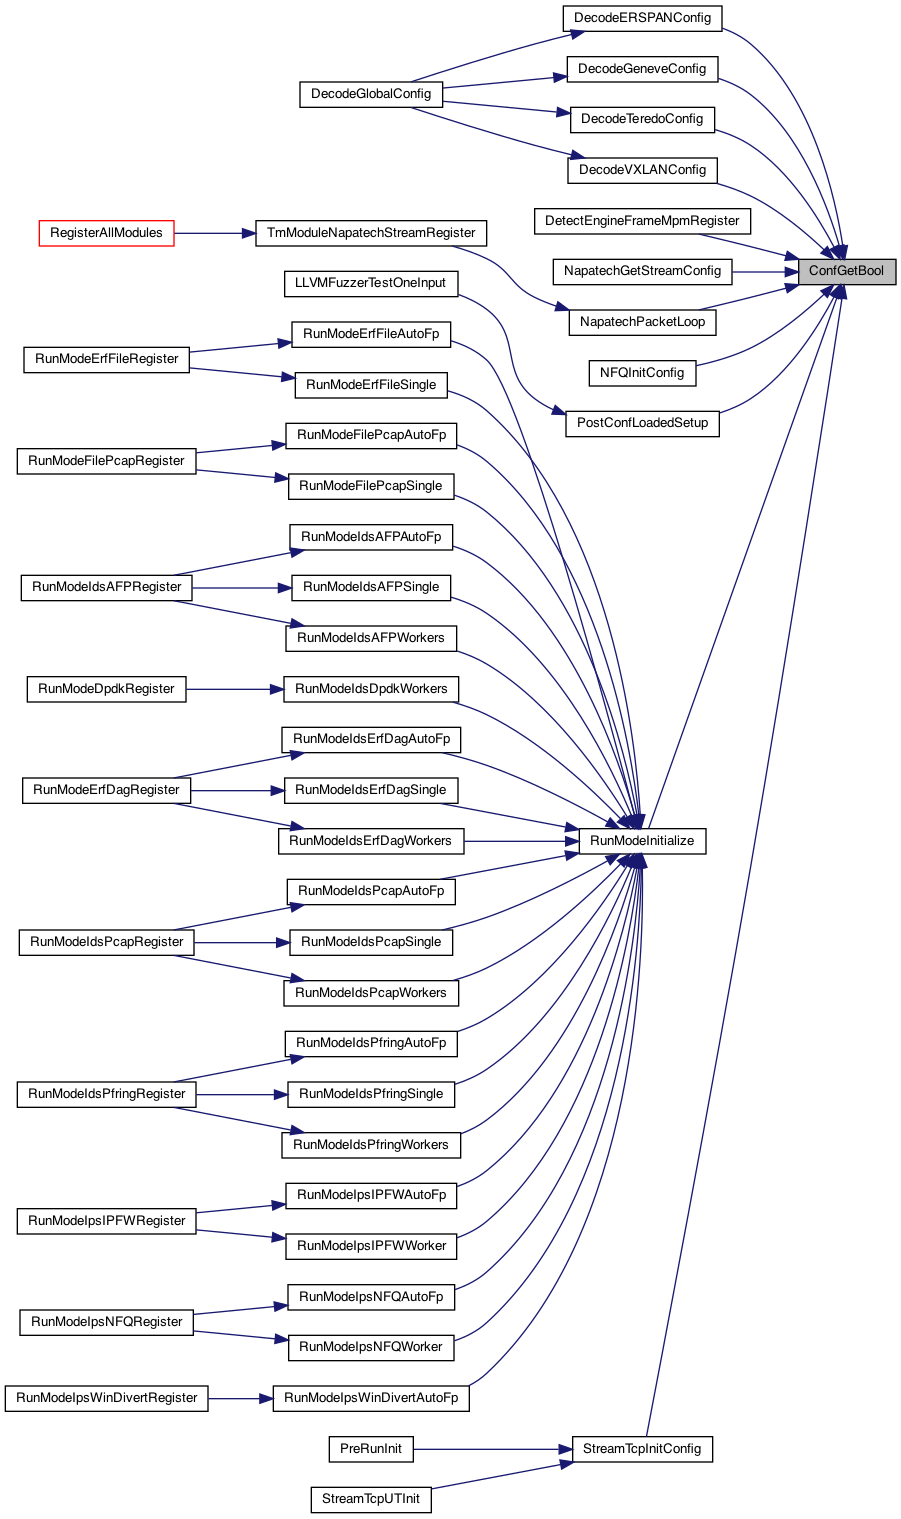 DecodeERSPANConfig
DecodeGeneveConfig
DecodeGlobalConfig
DecodeTeredoConfig
DecodeVXLANConfig
DetectEngineFrameMpmRegister
RegisterAllModules
TmModuleNapatechStreamRegister
ConfGetBool
NapatechGetStreamConfig
LLVMFuzzerTestOneInput
NapatechPacketLoop
RunModeErfFileAutoFp
RunModeErfFileRegister
NFQInitConfig
RunModeErfFileSingle
PostConfLoadedSetup
RunModeFilePcapAutoFp
RunModeFilePcapRegister
RunModeFilePcapSingle
RunModeIdsAFPAutoFp
RunModeIdsAFPRegister
RunModeIdsAFPSingle
RunModeIdsAFPWorkers
RunModeDpdkRegister
RunModeIdsDpdkWorkers
RunModeIdsErfDagAutoFp
RunModeErfDagRegister
RunModeIdsErfDagSingle
RunModeIdsErfDagWorkers
RunModeInitialize
RunModeIdsPcapAutoFp
RunModeIdsPcapRegister
RunModeIdsPcapSingle
RunModeIdsPcapWorkers
RunModeIdsPfringAutoFp
RunModeIdsPfringRegister
RunModeIdsPfringSingle
RunModeIdsPfringWorkers
RunModeIpsIPFWAutoFp
RunModeIpsIPFWRegister
RunModeIpsIPFWWorker
RunModeIpsNFQAutoFp
RunModeIpsNFQRegister
RunModeIpsNFQWorker
RunModeIpsWinDivertRegister
RunModeIpsWinDivertAutoFp
PreRunInit
StreamTcpInitConfig
StreamTcpUTInit